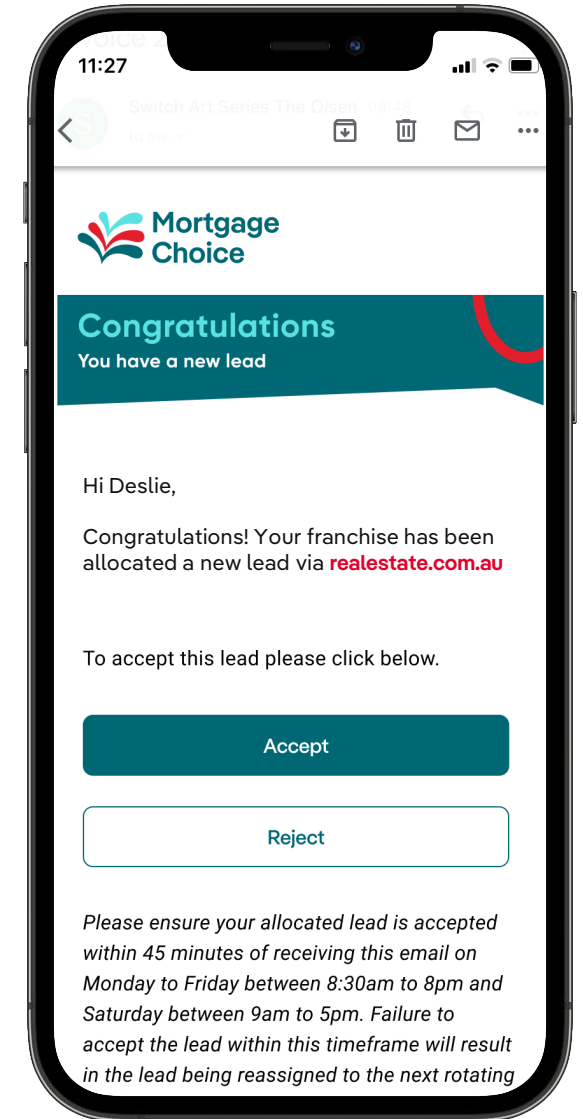 voice 2
11:27
Switch Art Series The Olsen 08:48
S
to me
Mortgage
Choice
Congratulations
You have a new lead
Hi Deslie,
Congratulations! Your franchise has been
allocated a new lead via realestate.com.au
To accept this lead please click below.
Accept
Reject
Please ensure your allocated lead is accepted
within 45 minutes of receiving this email on
Monday to Friday between 8:30am to 8pm and
Saturday between 9am to 5pm. Failure to
accept the lead within this timeframe will result
in the lead being reassigned to the next rotating